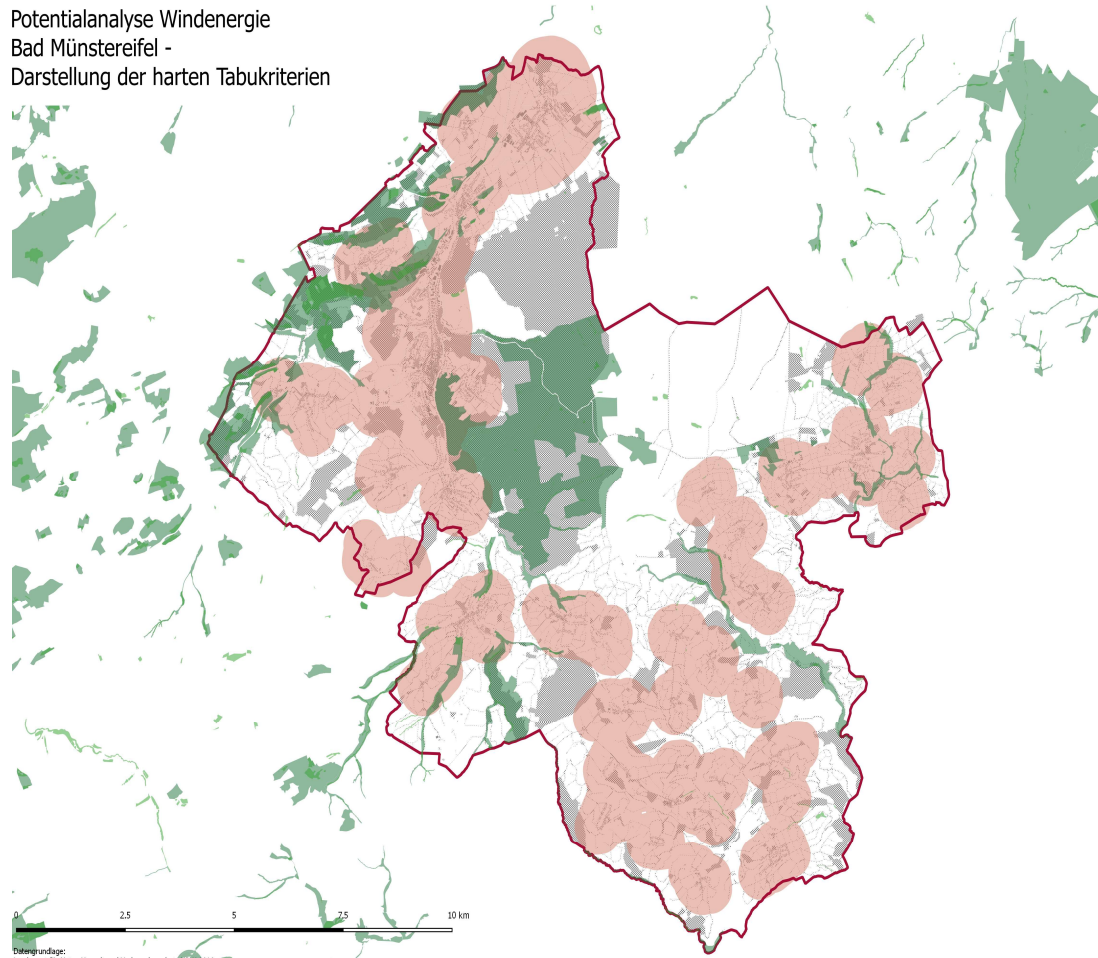 Potentialanalyse Windenergie
Bad Münstereifel -
Darstellung der harten Tabukriterien
0 2.5 5 7.5 10 km
Datengrundlage: